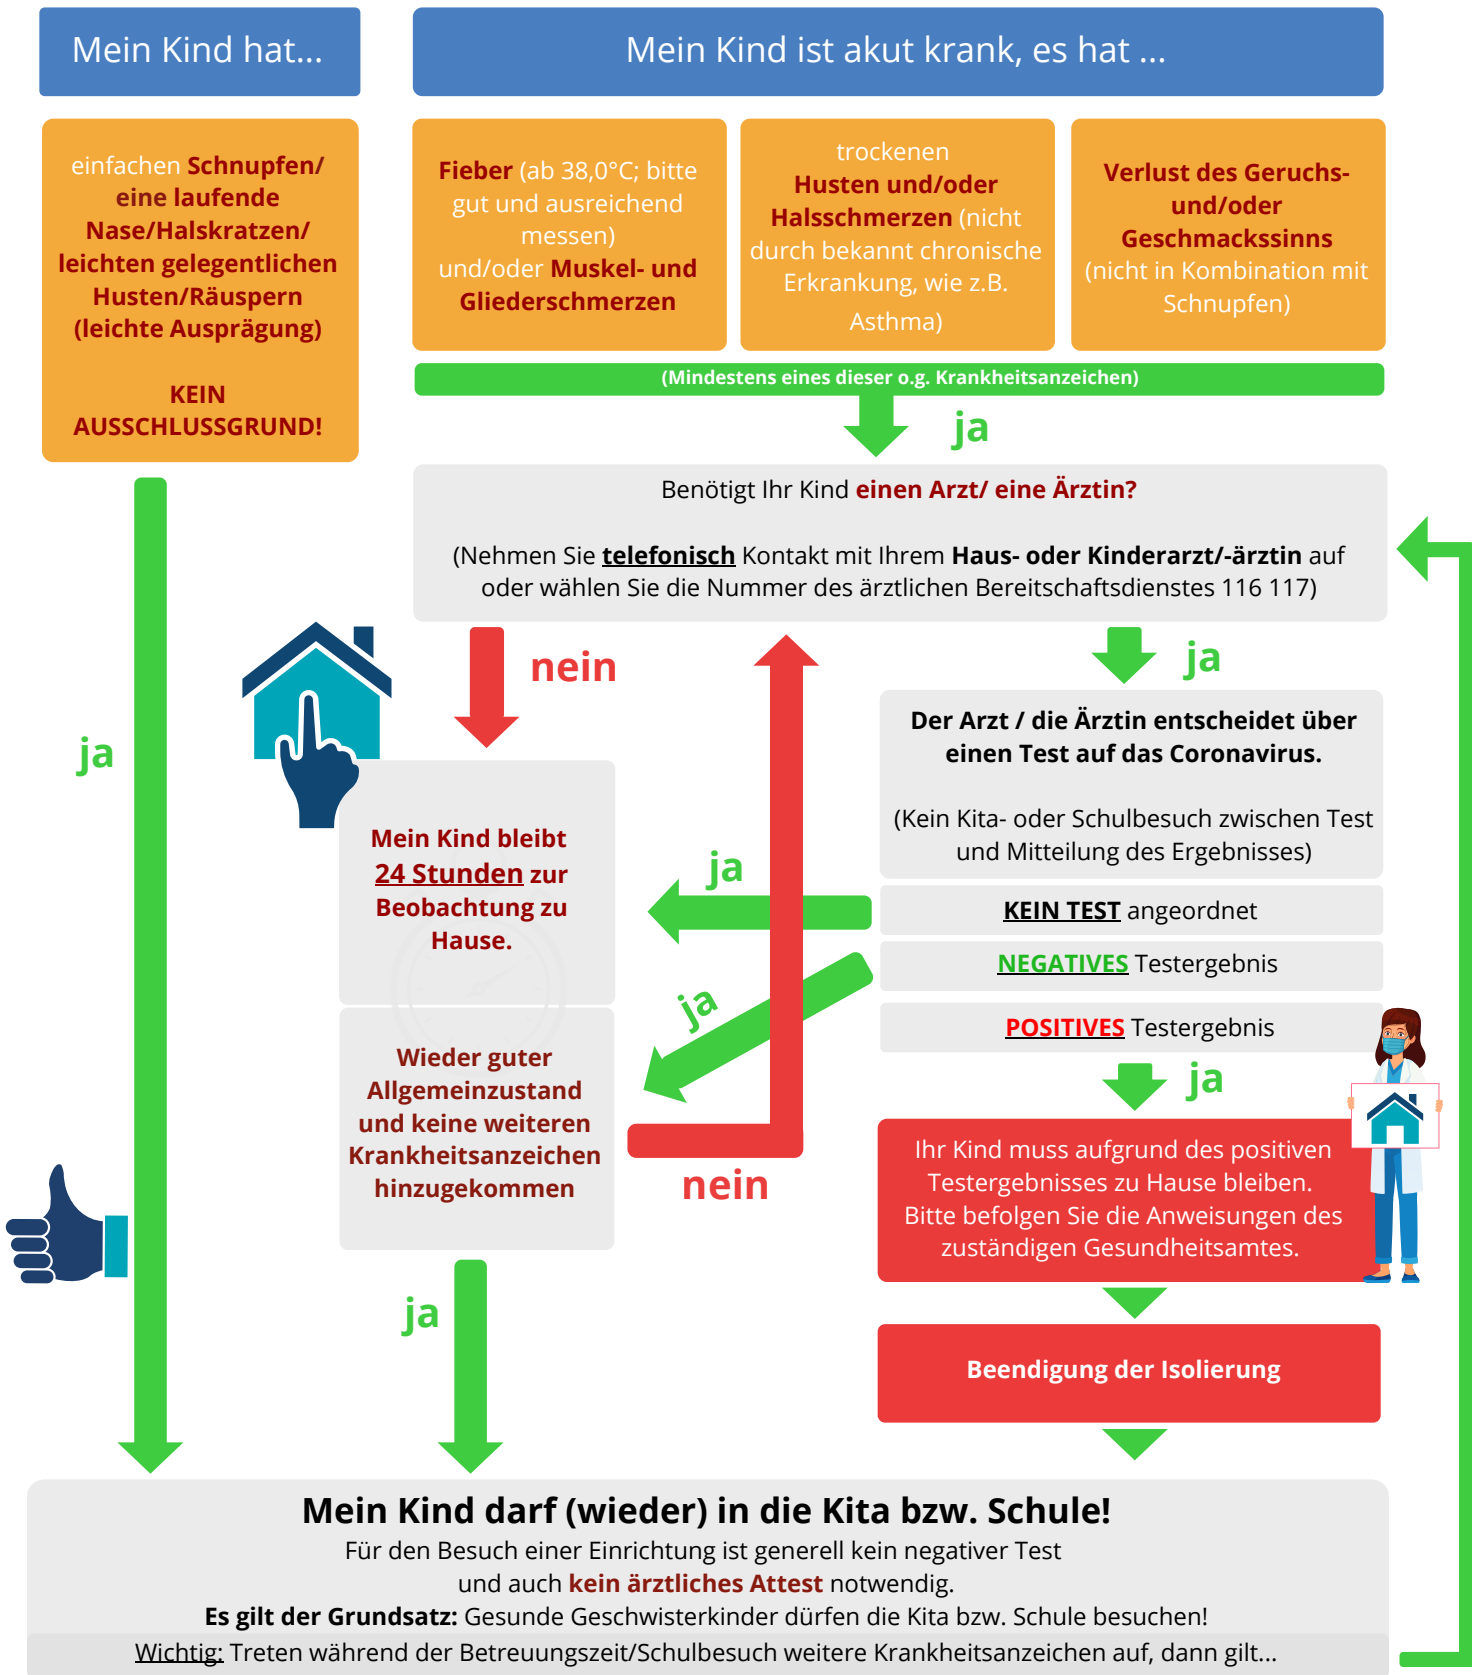 Mein Kind hat...
Mein Kind ist akut krank, es hat ...
einfachen Schnupfen/
eine laufende
Nase/Halskratzen/
leichten gelegentlichen
Husten/Räuspern
(leichte Ausprägung)
KEIN
AUSSCHLUSSGRUND!
Fieber (ab 38,0°C; bitte
gut und ausreichend
messen)
und/oder Muskel- und
Gliederschmerzen
trockenen
Husten und/oder
Halsschmerzen (nicht
durch bekannt chronische
Erkrankung, wie z.B.
Asthma)
Verlust des Geruchs-
und/oder
Geschmackssinns
(nicht in Kombination mit
Schnupfen)
(Mindestens eines dieser o.g. Krankheitsanzeichen)
ja
Benötigt Ihr Kind einen Arzt/ eine Ärztin?
(Nehmen Sie telefonisch Kontakt mit Ihrem Haus- oder Kinderarzt/-ärztin auf
oder wählen Sie die Nummer des ärztlichen Bereitschaftsdienstes 116 117)
nein
ja
ja
Der Arzt / die Ärztin entscheidet über
einen Test auf das Coronavirus.
(Kein Kita- oder Schulbesuch zwischen Test
und Mitteilung des Ergebnisses)
Mein Kind bleibt
24 Stunden zur
Beobachtung zu
Hause.
ja
KEIN TEST angeordnet
NEGATIVES Testergebnis
ja
POSITIVES Testergebnis
Wieder guter
Allgemeinzustand
und keine weiteren
Krankheitsanzeichen
hinzugekommen
nein
ja
Ihr Kind muss aufgrund des positiven
Testergebnisses zu Hause bleiben.
Bitte befolgen Sie die Anweisungen des
zuständigen Gesundheitsamtes.
ja
Beendigung der Isolierung
Mein Kind darf (wieder) in die Kita bzw. Schule!
Für den Besuch einer Einrichtung ist generell kein negativer Test
und auch kein ärztliches Attest notwendig.
Es gilt der Grundsatz: Gesunde Geschwisterkinder dürfen die Kita bzw. Schule besuchen!
Wichtig: Treten während der Betreuungszeit/Schulbesuch weitere Krankheitsanzeichen auf, dann gilt...